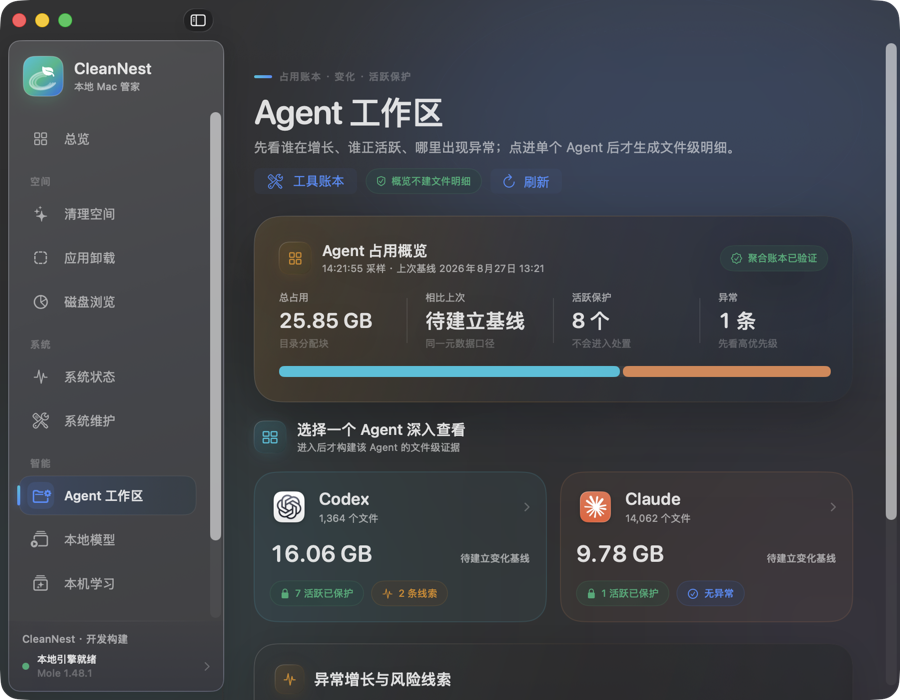 CleanNest
本地 Mac 管家
总览
空间
清理空间
应用卸载
磁盘浏览
系统
系统状态
系统维护
智能
Agent 工作区
本地模型
本机学习
CleanNest · 开发构建
本地引擎就绪
Mole 1.48.1
占用账本 · 变化 · 活跃保护
Agent 工作区
先看谁在增长、谁正活跃、哪里出现异常；点进单个 Agent 后才生成文件级明细。
工具账本
概览不建文件明细
刷新
Agent 占用概览
14:21:55 采样 · 上次基线 2026年8月27日 13:21
聚合账本已验证
总占用
25.85 GB
目录分配块
相比上次
待建立基线
同一元数据口径
活跃保护
8 个
不会进入处置
异常
1 条
先看高优先级
选择一个 Agent 深入查看
进入后才构建该 Agent 的文件级证据
Codex
1,364 个文件
16.06 GB
待建立变化基线
7 活跃已保护
2 条线索
Claude
14,062 个文件
9.78 GB
待建立变化基线
1 活跃已保护
无异常
异常增长与风险线索